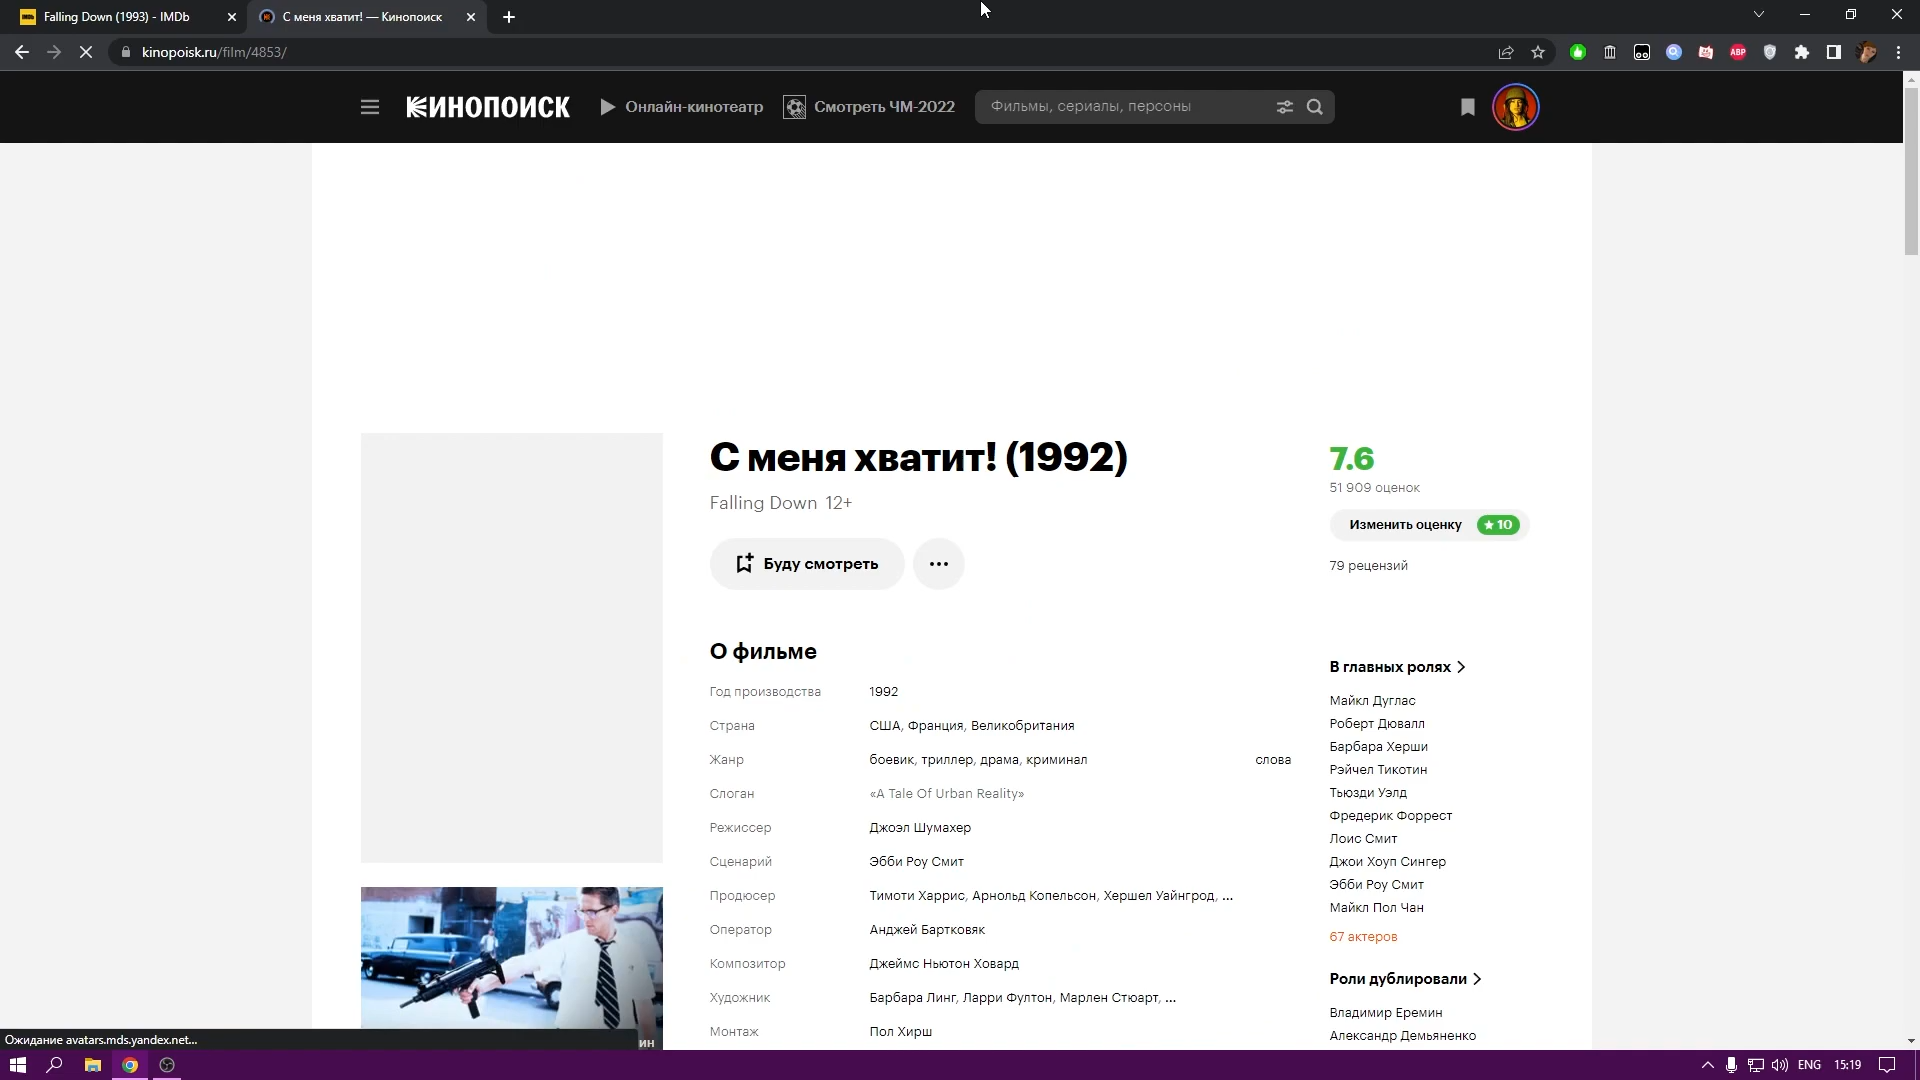 Falling Down (1993) - IMDb
С меня хватит! — Кинопоиск
kinopoisk.ru/film/4853/
ABP
КИНОПОИСК
Онлайн-кинотеатр
Смотреть ЧМ-2022
Фильмы, сериалы, персоны
С меня хватит! (1992)
Falling Down 12+
Буду смотреть
7.6
51 909 оценок
Изменить оценку
10
79 рецензий
О фильме
Год производства 1992
Страна США, Франция, Великобритания
Жанр боевик, триллер, драма, криминал слова
Слоган «A Tale Of Urban Reality»
Режиссер Джоэл Шумахер
Сценарий Эбби Роу Смит
Продюсер Тимоти Харрис, Арнольд Копельсон, Хершел Уайнгрод, ...
Оператор Анджей Бартковяк
Композитор Джеймс Ньютон Ховард
Художник Барбара Линг, Ларри Фултон, Марлен Стюарт, ...
Монтаж Пол Хирш
В главных ролях
Майкл Дуглас
Роберт Дювалл
Барбара Херши
Рэйчел Тикотин
Тьюзди Уэлд
Фредерик Форрест
Лоис Смит
Джои Хоуп Сингер
Эбби Роу Смит
Майкл Пол Чан
67 актеров
Роли дублировали
Владимир Еремин
Александр Демьяненко
Ожидание avatars.mds.yandex.net...
ин
ENG
15:19